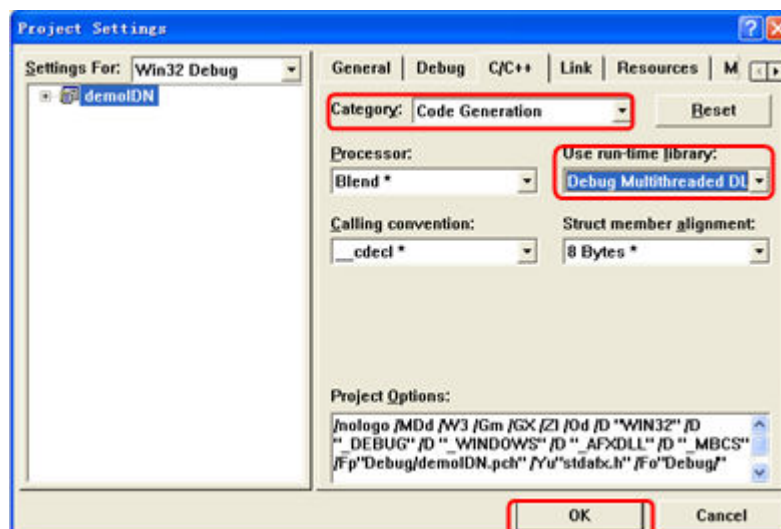 Project Settings
Settings For: Win32 Debug
demoIDN
General Debug C/C++ Link Resources M
Category: Code Generation
Reset
Processor:
Use run-time library:
Blend *
Debug Multithreaded DL
Calling convention:
Struct member alignment:
__cdecl *
8 Bytes *
Project Options:
/nologo /MDd /W3 /Gm /GX /ZI /Od /D "WIN32" /D
"_DEBUG" /D "_WINDOWS" /D "_AFXDLL" /D "_MBCS"
/Fp"Debug/demoIDN.pch" /Yu"stdafx.h" /Fo"Debug/"
OK
Cancel